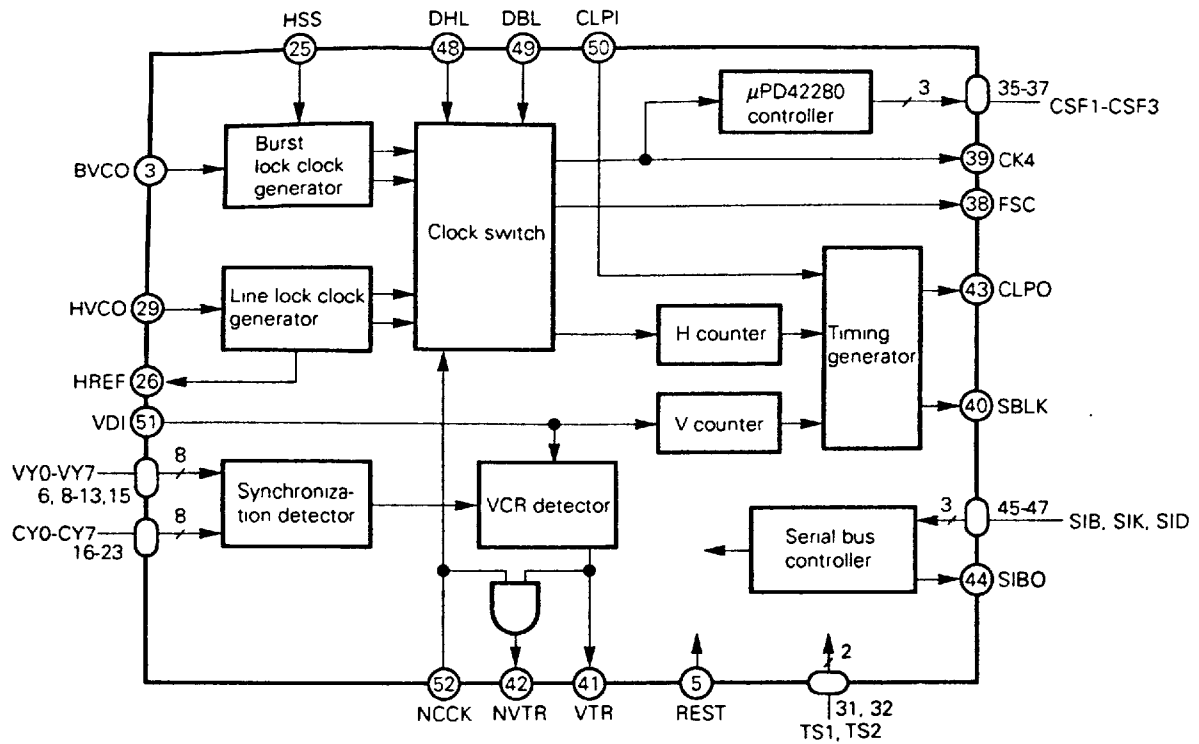 HSS DHL DBL CLPI
25 48 49 50
μPD42280
controller
3
35-37
CSF1-CSF3
Burst
lock clock
generator
BVCO 3
39 CK4
38 FSC
Clock switch
HVCO 29
Line lock clock
generator
43 CLPO
H counter
Timing
generator
HREF 26
VDI 51
V counter
40 SBLK
VY0-VY7
6, 8-13,15
8
Synchroniza-
tion detector
VCR detector
CY0-CY7
16-23
8
3
45-47
SIB, SIK, SID
Serial bus
controller
44 SIBO
2
52 42 41 5
NCCK NVTR VTR REST
31, 32
TS1, TS2